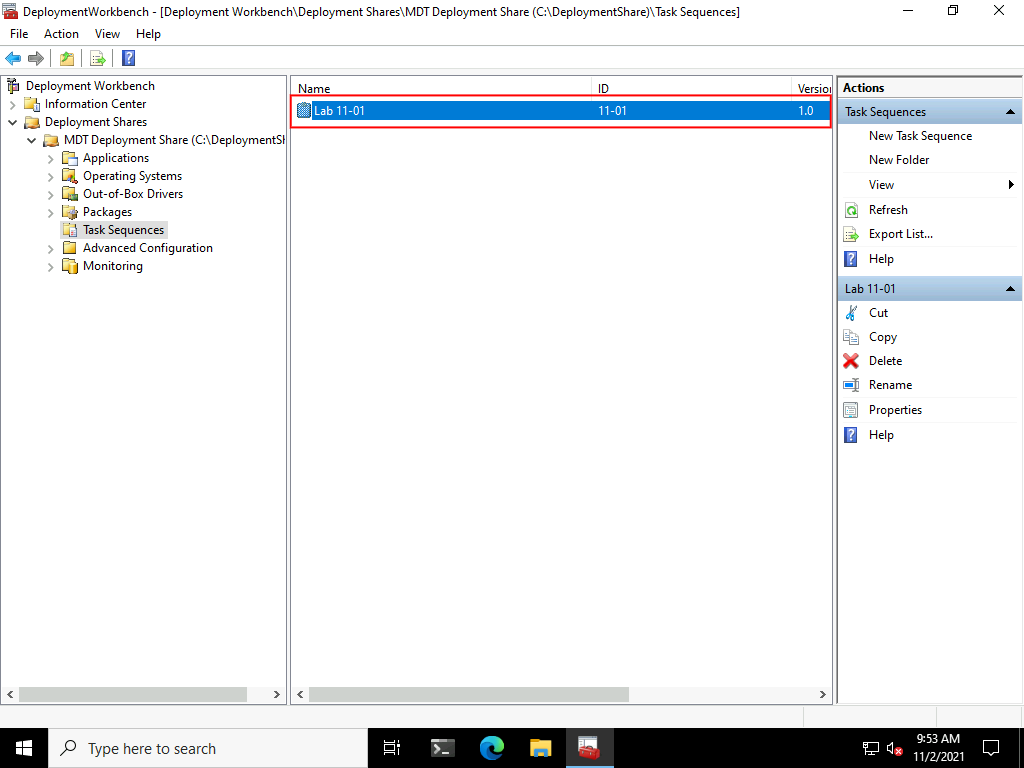 DeploymentWorkbench - [Deployment Workbench\Deployment Shares\MDT Deployment Share (C:\DeploymentShare)\Task Sequences]
File Action View Help
Deployment Workbench
Information Center
Deployment Shares
MDT Deployment Share (C:\DeploymentSh
Applications
Operating Systems
Out-of-Box Drivers
Packages
Task Sequences
Advanced Configuration
Monitoring
Name ID Version
Lab 11-01 11-01 1.0
Actions
Task Sequences
New Task Sequence
New Folder
View
Refresh
Export List...
Help
Lab 11-01
Cut
Copy
Delete
Rename
Properties
Help
Type here to search
9:53 AM
11/2/2021